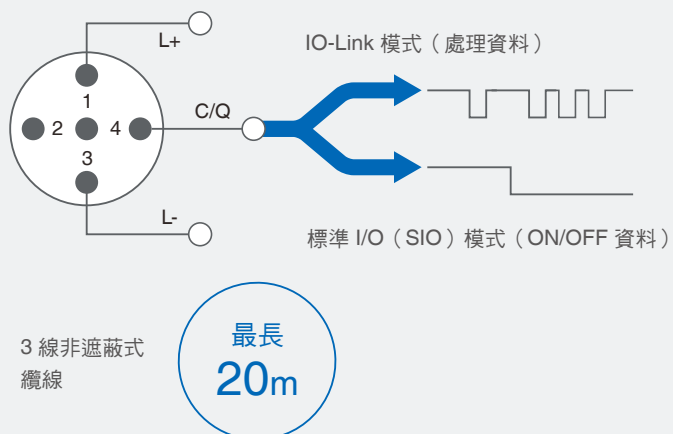 L+
IO-Link 模式（處理資料）
1
C/Q
2
4
3
L-
標準 I/O（SIO）模式（ON/OFF 資料）
3 線非遮蔽式
纜線
最長
20m